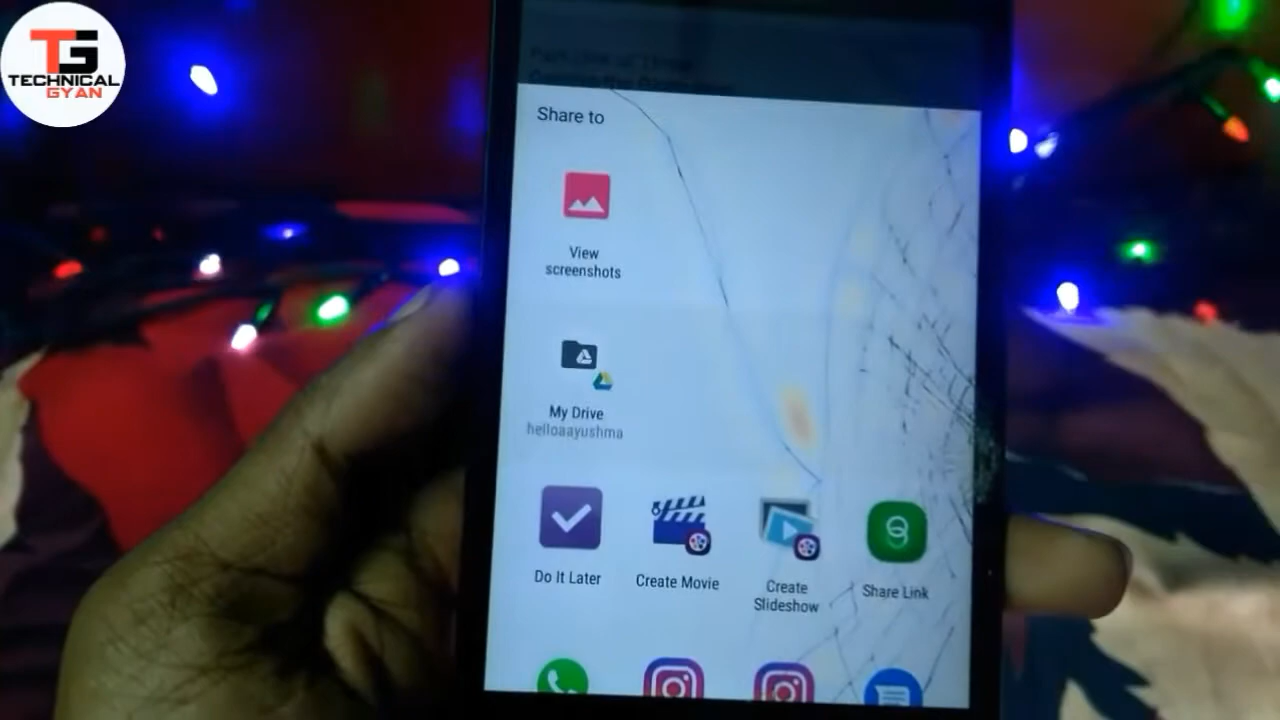 TG
TECHNICAL
GYAN
Share to
View
screenshots
My Drive
helloaayushma
Do It Later
Create Movie
Create
Slideshow
Share Link